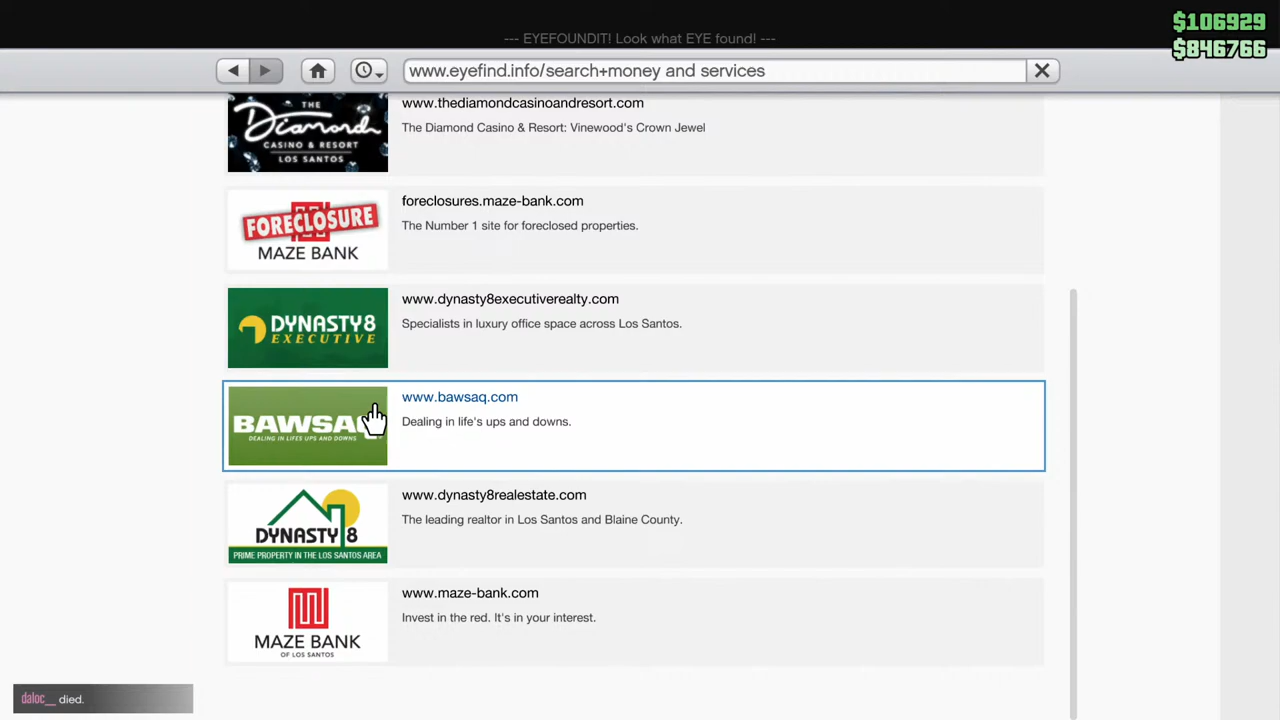 $106929
--- EYEFOUNDIT! Look what EYE found! ---
$846766
www.eyefind.info/search+money and services
THE
Diamond
CASINO & RESORT
LOS SANTOS
www.thediamondcasinoandresort.com
The Diamond Casino & Resort: Vinewood's Crown Jewel
FORECLOSURE
MAZE BANK
foreclosures.maze-bank.com
The Number 1 site for foreclosed properties.
DYNASTY8
EXECUTIVE
www.dynasty8executiverealty.com
Specialists in luxury office space across Los Santos.
BAWSAQ
DEALING IN LIFES UPS AND DOWNS
www.bawsaq.com
Dealing in life's ups and downs.
DYNASTY 8
PRIME PROPERTY IN THE LOS SANTOS AREA
www.dynasty8realestate.com
The leading realtor in Los Santos and Blaine County.
MAZE BANK
OF LOS SANTOS
www.maze-bank.com
Invest in the red. It's in your interest.
daloc__ died.